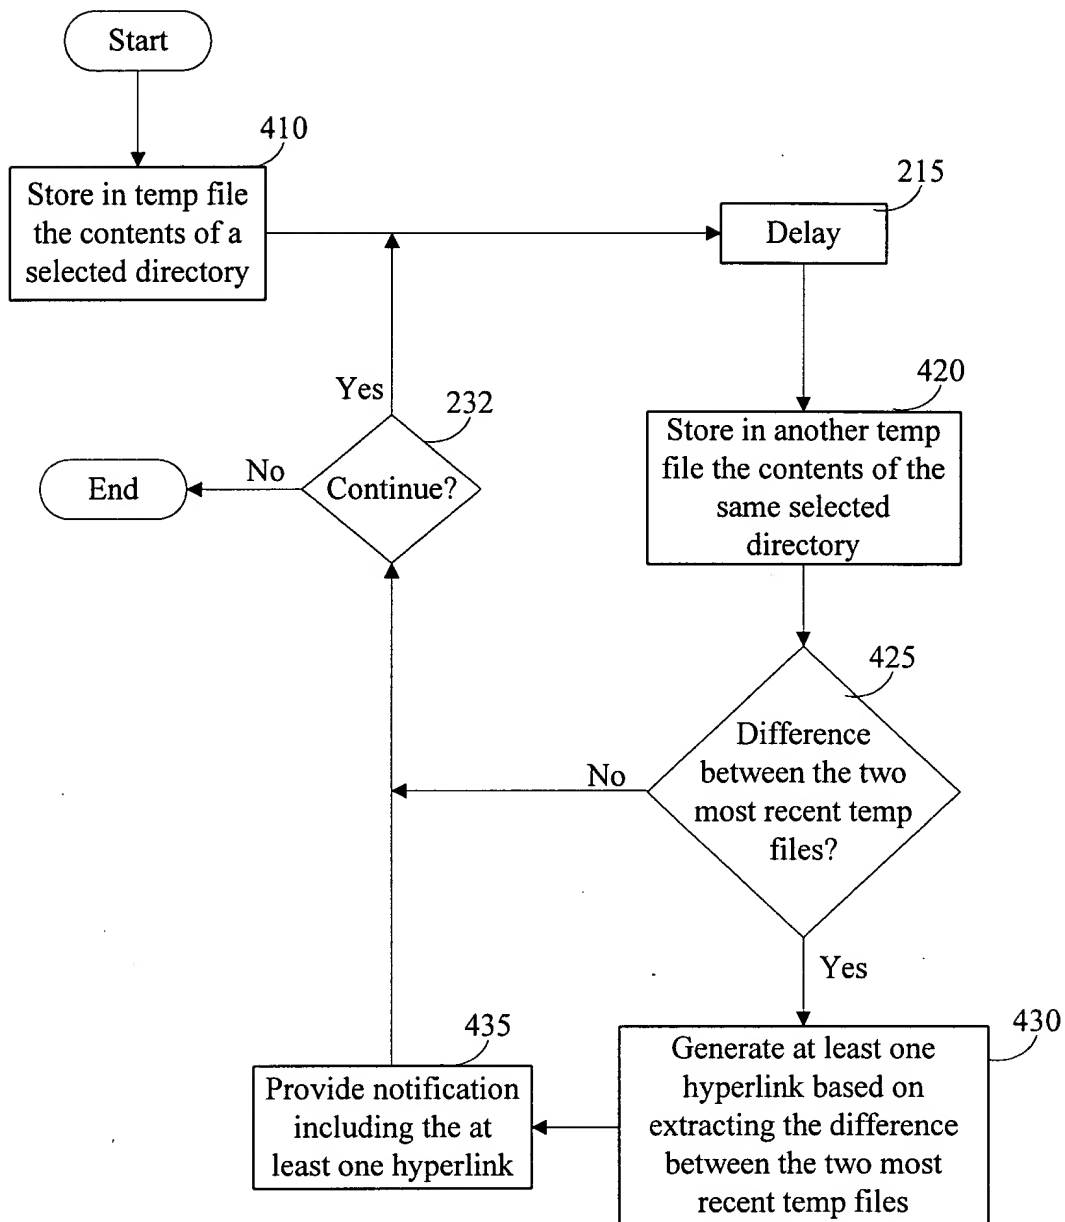 Start
410
Store in temp file
the contents of a
selected directory
215
Delay
420
Store in another temp
file the contents of the
same selected
directory
Yes
232
Continue?
No
End
425
Difference
between the two
most recent temp
files?
No
Yes
430
Generate at least one
hyperlink based on
extracting the difference
between the two most
recent temp files
435
Provide notification
including the at
least one hyperlink